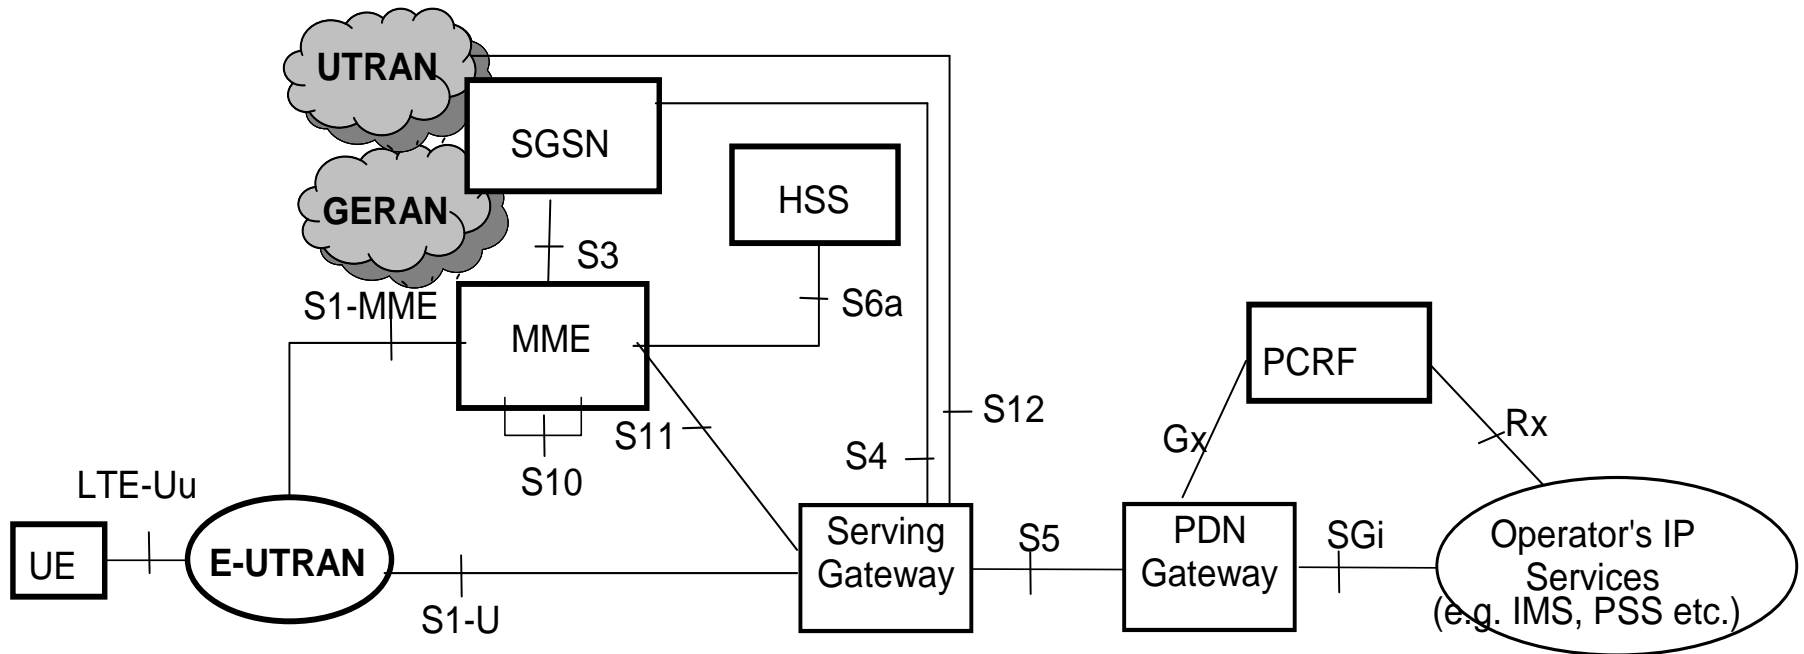 UTRAN
SGSN
HSS
GERAN
S3
S1-MME
S6a
MME
PCRF
S12
S11
Gx
Rx
S4
S10
LTE-Uu
Serving
Gateway
S5
PDN
Gateway
SGi
Operator's IP
Services
(e.g. IMS, PSS etc.)
UE
E-UTRAN
S1-U